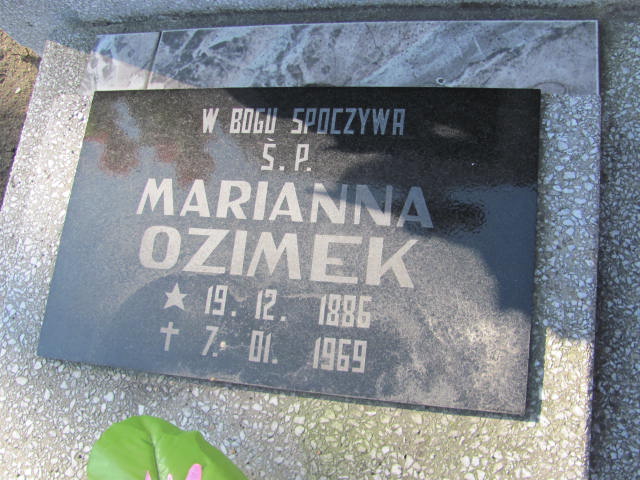 W BOGU SPOCZYWA
Ś.P.
MARIANNA
OZIMEK
★ 19. 12. 1886
✝ 7. 01. 1969